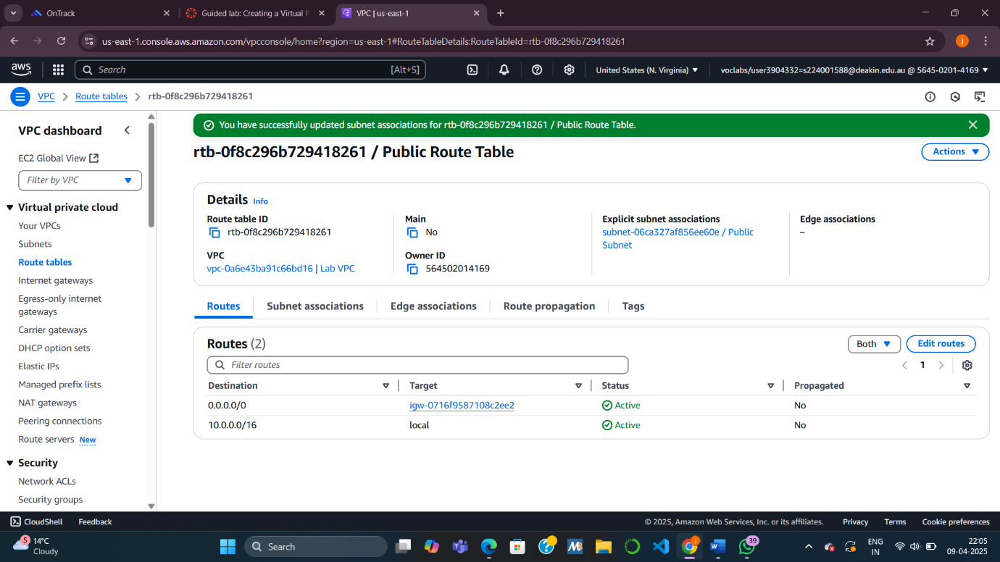 OnTrack
Guided lab: Creating a Virtual P
VPC | us-east-1
us-east-1.console.aws.amazon.com/vpcconsole/home?region=us-east-1#RouteTableDetails:RouteTableId=rtb-0f8c296b729418261
j
aws
Search
[Alt+S]
United States (N. Virginia)
voclabs/user3904332=s224001588@deakin.edu.au @ 5645-0201-4169
VPC
Route tables
rtb-0f8c296b729418261
VPC dashboard
EC2 Global View
Filter by VPC
Virtual private cloud
Your VPCs
Subnets
Route tables
Internet gateways
Egress-only internet
gateways
Carrier gateways
DHCP option sets
Elastic IPs
Managed prefix lists
NAT gateways
Peering connections
Route servers New
Security
Network ACLs
Security groups
You have successfully updated subnet associations for rtb-0f8c296b729418261 / Public Route Table.
rtb-0f8c296b729418261 / Public Route Table
Actions
Details Info
Route table ID
rtb-0f8c296b729418261
Main
No
Explicit subnet associations
subnet-06ca327af856ee60e / Public
Subnet
Edge associations
–
VPC
vpc-0a6e43ba91c66bd16 | Lab VPC
Owner ID
564502014169
Routes
Subnet associations
Edge associations
Route propagation
Tags
Routes (2)
Both
Edit routes
Filter routes
1
Destination
Target
Status
Propagated
0.0.0.0/0
igw-0716f9587108c2ee2
Active
No
10.0.0.0/16
local
Active
No
CloudShell
Feedback
© 2025, Amazon Web Services, Inc. or its affiliates.
Privacy
Terms
Cookie preferences
5
14°C
Cloudy
Search
39
ENG
IN
22:05
09-04-2025